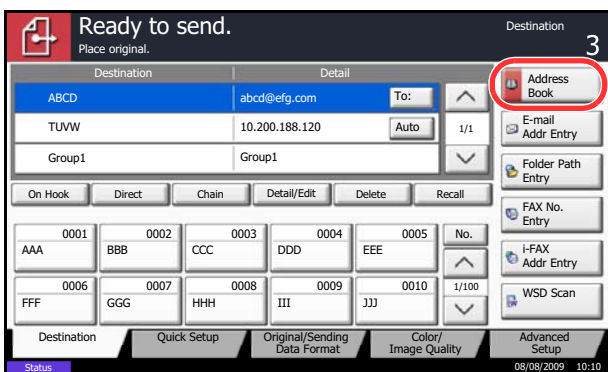 Ready to send.
Place original.
Destination
3
Destination Detail
ABCD abcd@efg.com To:
TUVW 10.200.188.120 Auto 1/1
Group1 Group1
On Hook Direct Chain Detail/Edit Delete Recall
0001 0002 0003 0004 0005 No.
AAA BBB CCC DDD EEE
0006 0007 0008 0009 0010 1/100
FFF GGG HHH III JJJ
Address
Book
E-mail
Addr Entry
Folder Path
Entry
FAX No.
Entry
i-FAX
Addr Entry
WSD Scan
Destination Quick Setup Original/Sending
Data Format Color/
Image Quality Advanced
Setup
Status 08/08/2009 10:10